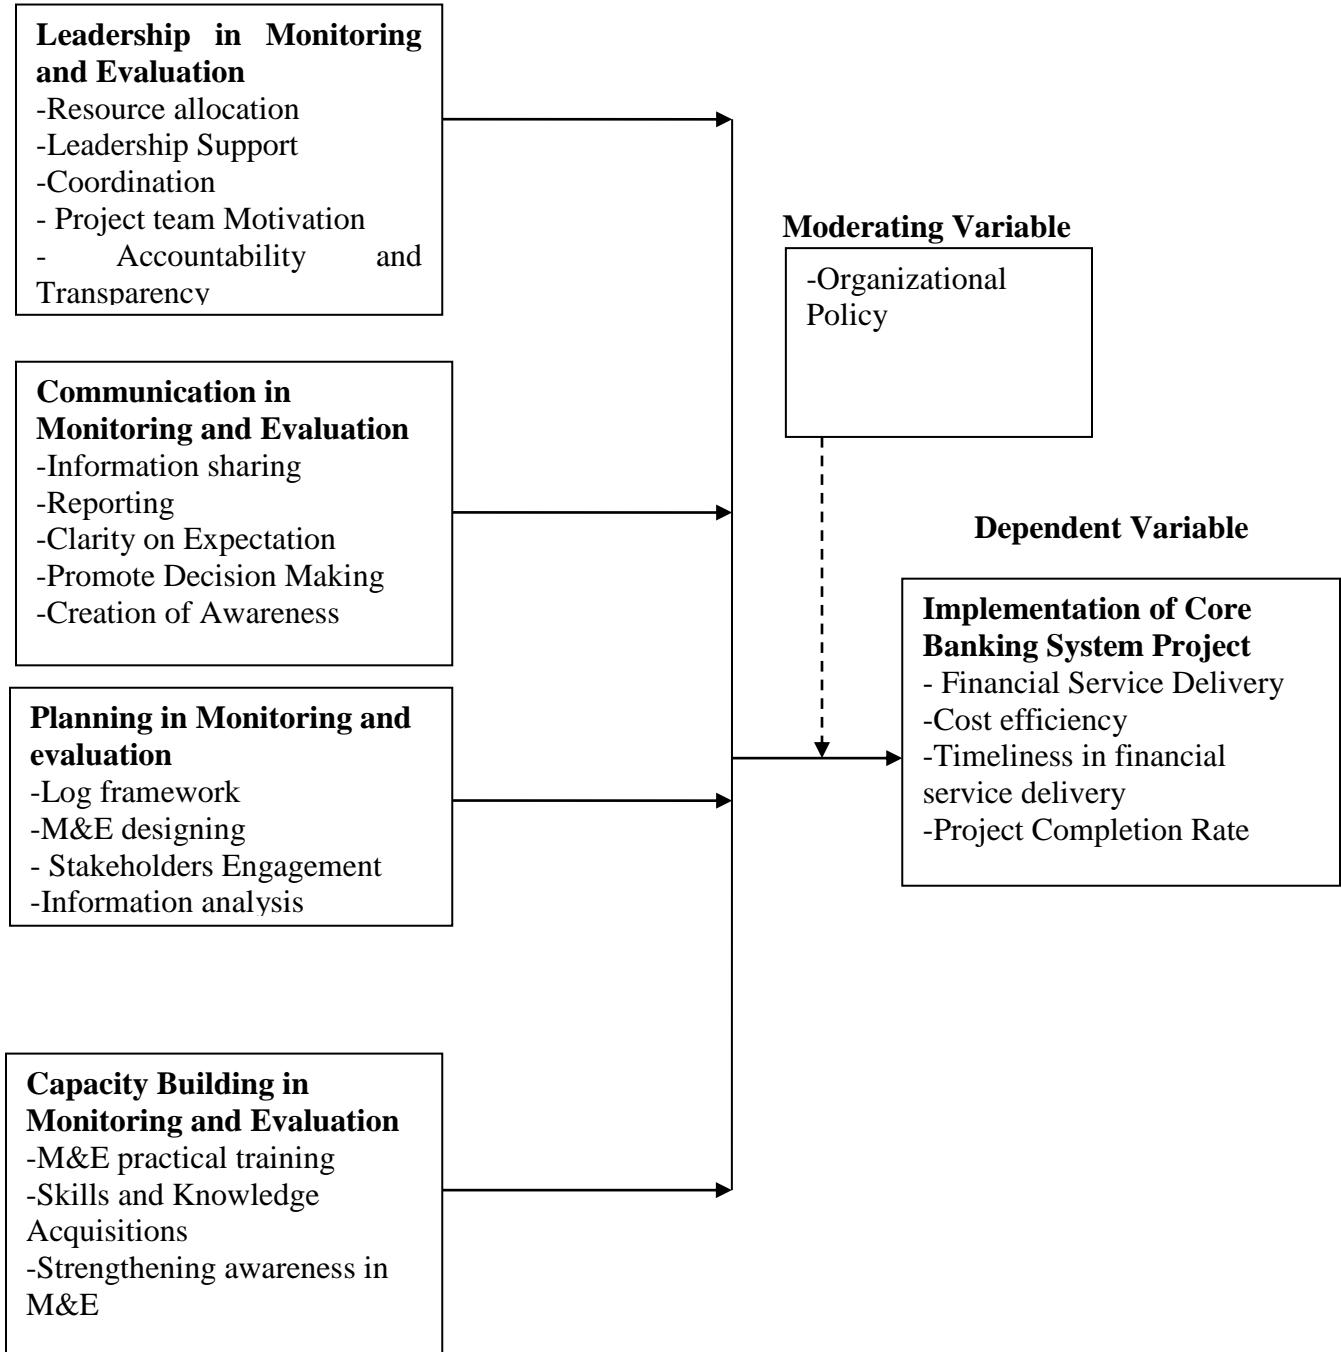 Leadership in Monitoring
and Evaluation
-Resource allocation
-Leadership Support
-Coordination
- Project team Motivation
- Accountability and
Transparency
Communication in
Monitoring and Evaluation
-Information sharing
-Reporting
-Clarity on Expectation
-Promote Decision Making
-Creation of Awareness
Planning in Monitoring and
evaluation
-Log framework
-M&E designing
- Stakeholders Engagement
-Information analysis
Capacity Building in
Monitoring and Evaluation
-M&E practical training
-Skills and Knowledge
Acquisitions
-Strengthening awareness in
M&E
Moderating Variable
-Organizational
Policy
Dependent Variable
Implementation of Core
Banking System Project
- Financial Service Delivery
-Cost efficiency
-Timeliness in financial
service delivery
-Project Completion Rate